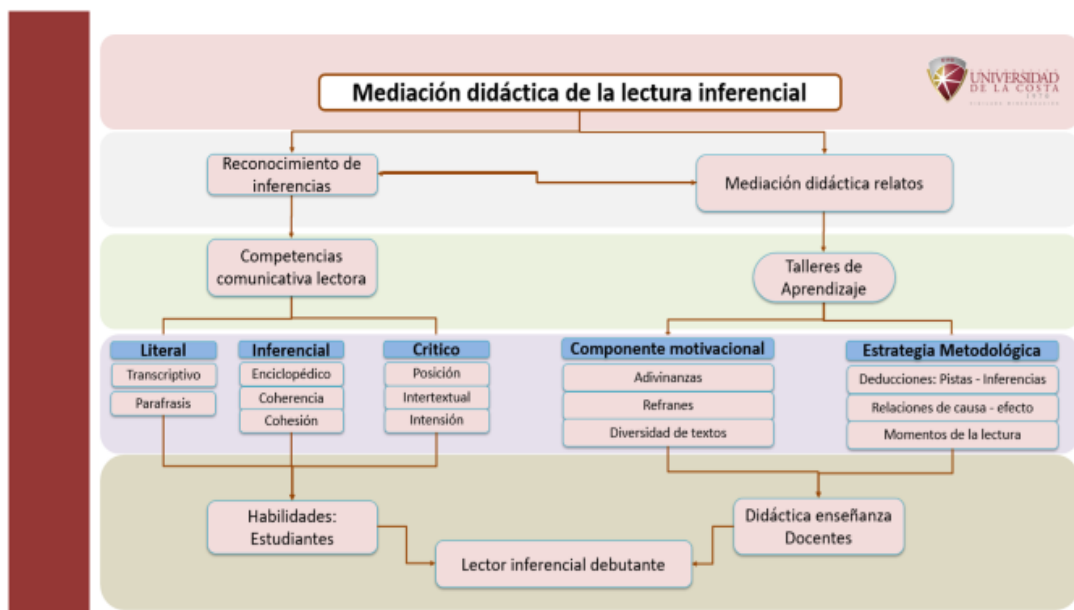 Mediación didáctica de la lectura inferencial
UNIVERSIDAD
DE LA COSTA
1970
Reconocimiento de
inferencias
Mediación didáctica relatos
Competencias
comunicativa lectora
Talleres de
Aprendizaje
Literal
Transcriptivo
Parafrasis
Inferencial
Enciclopédico
Coherencia
Cohesión
Critico
Posición
Intertextual
Intensión
Componente motivacional
Adivinanzas
Refranes
Diversidad de textos
Estrategia Metodológica
Deducciones: Pistas - Inferencias
Relaciones de causa - efecto
Momentos de la lectura
Habilidades:
Estudiantes
Didáctica enseñanza
Docentes
Lector inferencial debutante